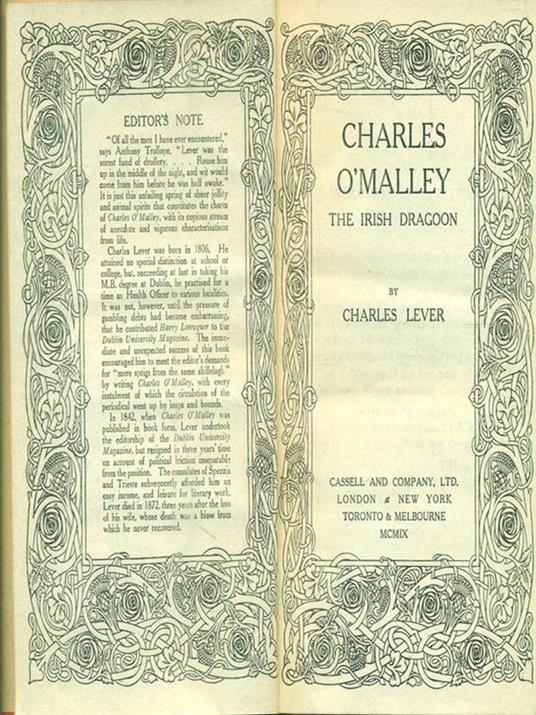 EDITOR'S NOTE
"Of all the men I have ever encountered,"
says Anthony Trollope, "Lever was the
surest fund of drollery. . . . Rouse him
up in the middle of the night, and wit would
come from him before he was half awake."
It is just this unfailing spring of sheer jollity
and animal spirits that constitutes the charm
of Charles O'Malley, with its copious stream
of anecdote and vigorous characterisations
from life.
Charles Lever was born in 1806. He
attained no special distinction at school or
college, but, succeeding at last in taking his
M.B. degree at Dublin, he practised for a
time as Health Officer to various localities.
It was not, however, until the pressure of
gambling debts had become embarrassing,
that he contributed Harry Lorrequer to the
Dublin University Magazine. The imme-
diate and unexpected success of this book
encouraged him to meet the editor's demands
for "more sprigs from the same shillelagh"
by writing Charles O'Malley, with every
instalment of which the circulation of the
periodical went up by leaps and bounds.
In 1842, when Charles O'Malley was
published in book form, Lever undertook
the editorship of the Dublin University
Magazine, but resigned in three years' time
on account of political friction inseparable
from the position. The consulates of Spezzia
and Trieste subsequently afforded him an
easy income, and leisure for literary work.
Lever died in 1872, three years after the loss
of his wife, whose death was a blow from
which he never recovered.
CHARLES
O'MALLEY
THE IRISH DRAGOON
BY
CHARLES LEVER
CASSELL AND COMPANY, LTD.
LONDON & NEW YORK
TORONTO & MELBOURNE
MCMIX